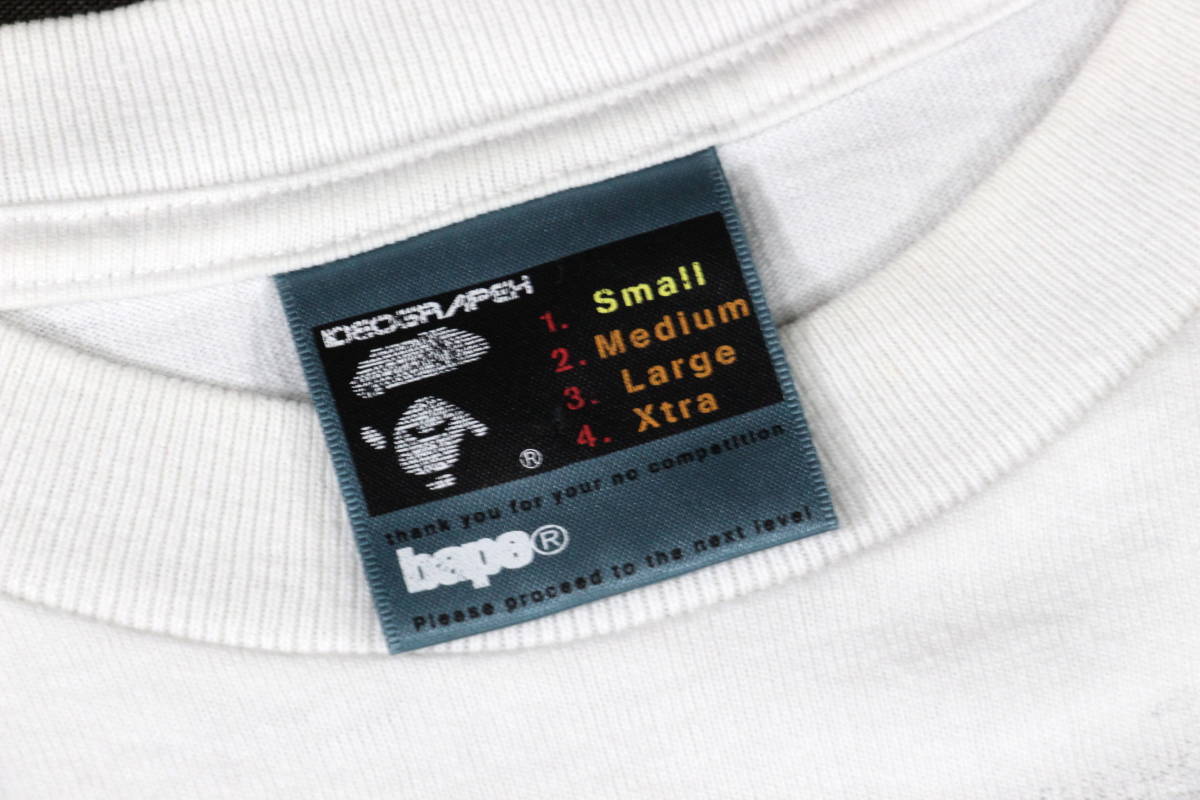 IDEOGRAPEH
1. Small
2. Medium
3. Large
4. Xtra
®
thank you for your no competition
bape®
Please proceed to the next level